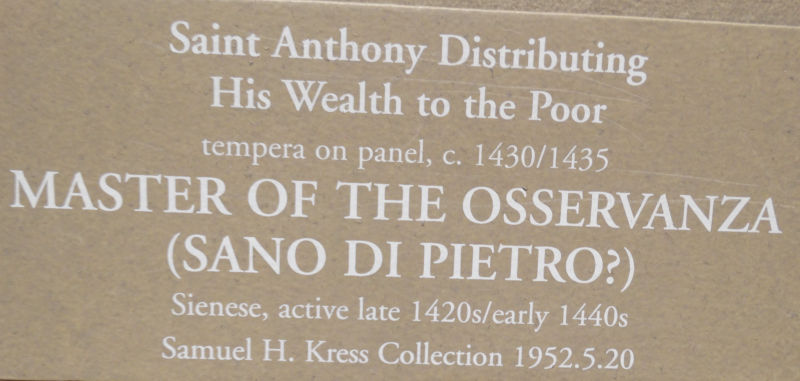 Saint Anthony Distributing
His Wealth to the Poor
tempera on panel, c. 1430/1435
MASTER OF THE OSSERVANZA
(SANO DI PIETRO?)
Sienese, active late 1420s/early 1440s
Samuel H. Kress Collection 1952.5.20